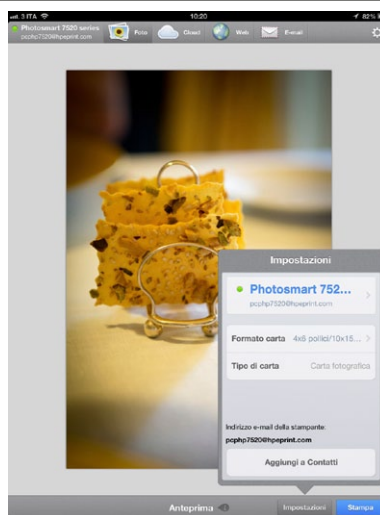 3 ITA 10:20 82%
Photosmart 7520 series
pcphp7520@hpeprint.com
Foto Cloud Web E-mail
Impostazioni
Photosmart 752...
pcphp7520@hpeprint.com
Formato carta 4x6 pollici/10x15...
Tipo di carta Carta fotografica
Indirizzo e-mail della stampante:
pcphp7520@hpeprint.com
Aggiungi a Contatti
Anteprima Impostazioni Stampa